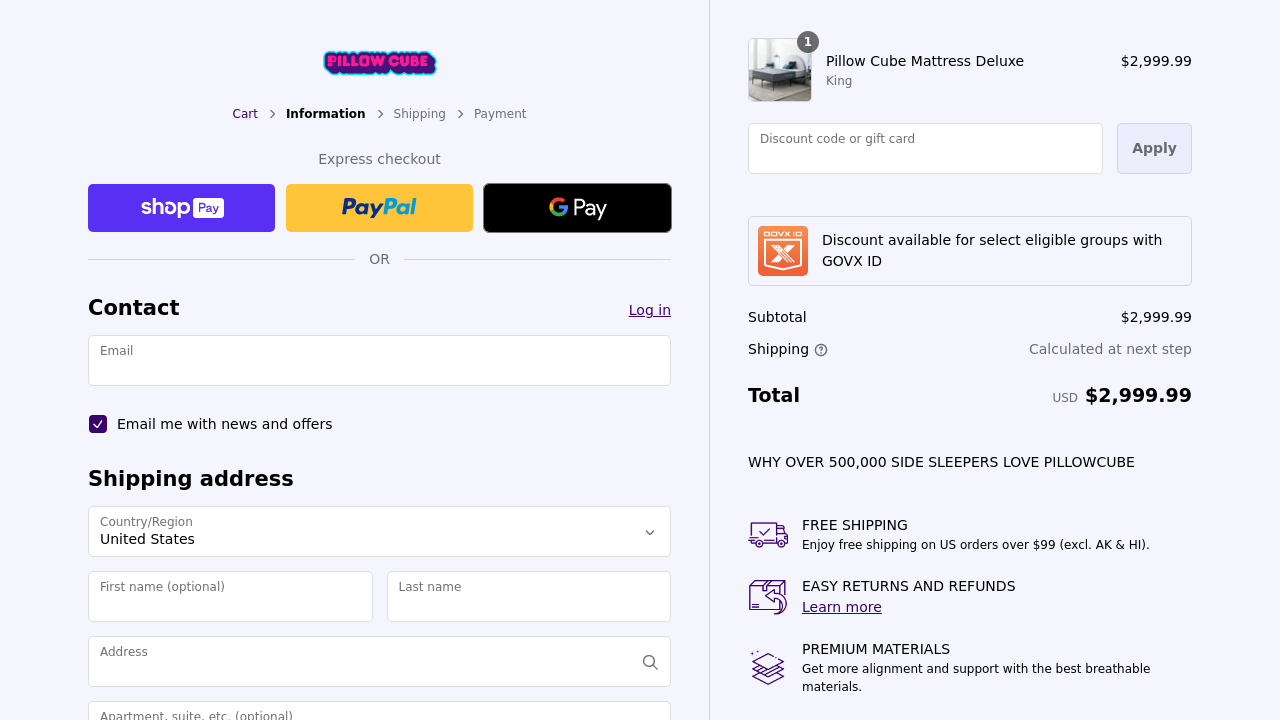 PILLOW CUBE
Cart
Information
Shipping
Payment
Express checkout
shop Pay
PayPal
G Pay
OR
Contact
Log in
Email
Email me with news and offers
Shipping address
Country/Region
United States
First name (optional)
Last name
Address
Apartment, suite, etc. (optional)
1
Pillow Cube Mattress Deluxe
$2,999.99
King
Discount code or gift card
Apply
GOVX ID
Discount available for select eligible groups with
GOVX ID
Subtotal
$2,999.99
Shipping
Calculated at next step
Total
USD $2,999.99
WHY OVER 500,000 SIDE SLEEPERS LOVE PILLOWCUBE
FREE SHIPPING
Enjoy free shipping on US orders over $99 (excl. AK & HI).
EASY RETURNS AND REFUNDS
Learn more
PREMIUM MATERIALS
Get more alignment and support with the best breathable
materials.